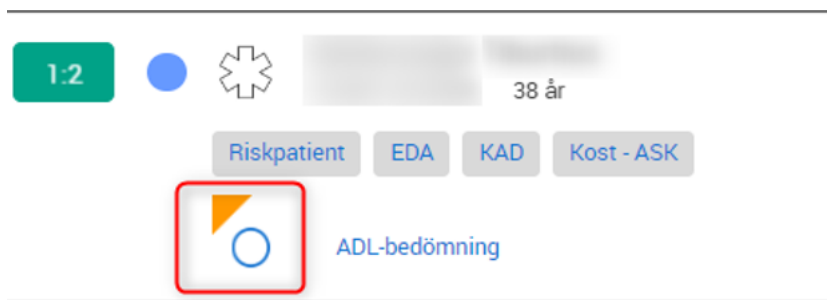 1:2
38 år
Riskpatient EDA KAD Kost - ASK
ADL-bedömning